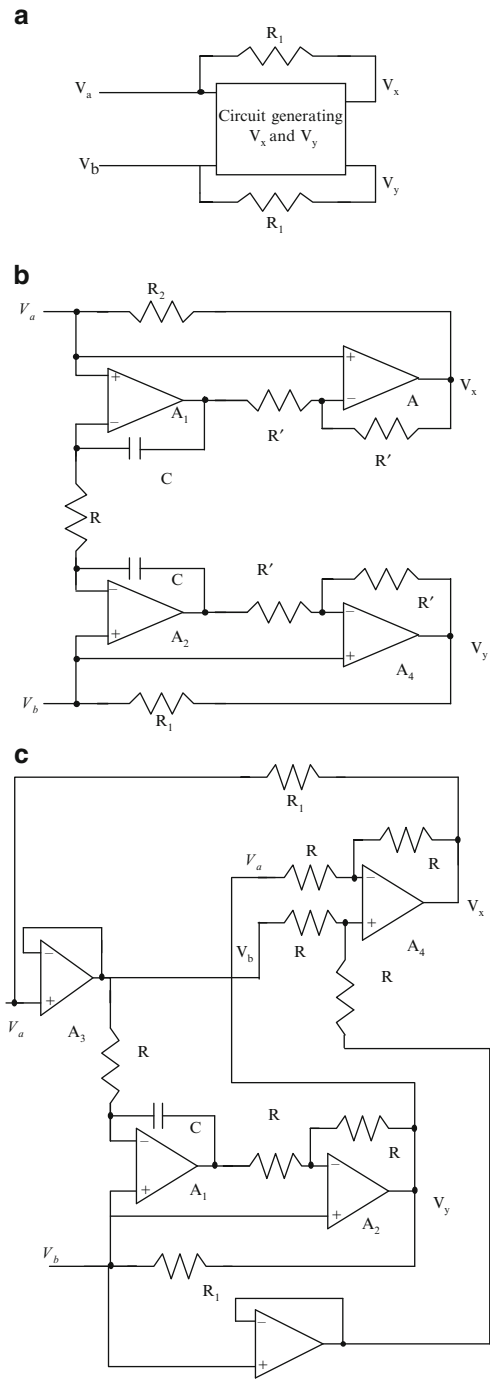 a
R1
Va
Vx
Circuit generating
Vx and Vy
Vb
Vy
R1
b
R2
Va
+
+
Vx
A1
−
A
−
R′
R′
C
R
C
R′
−
−
R′
A2
+
Vy
+
A4
Vb
R1
c
R1
Va
R
R
−
Vx
Vb
+
A4
R
−
R
+
Va
A3
R
R
C
−
R
−
A1
+
Vy
+
A2
Vb
R1
−
+